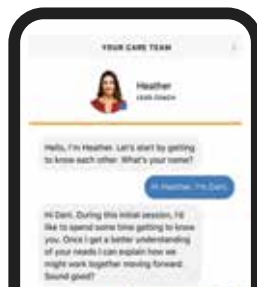 YOUR CARE TEAM
Heather
LEAD COACH
Hello, I'm Heather. Let's start by getting
to know each other. What's your name?
Hi Heather, I'm Dani.
Hi Dani. During this initial session, I'd
like to spend some time getting to know
you. Once I get a better understanding
of your needs I can explain how we
might work together moving forward.
Sound good?